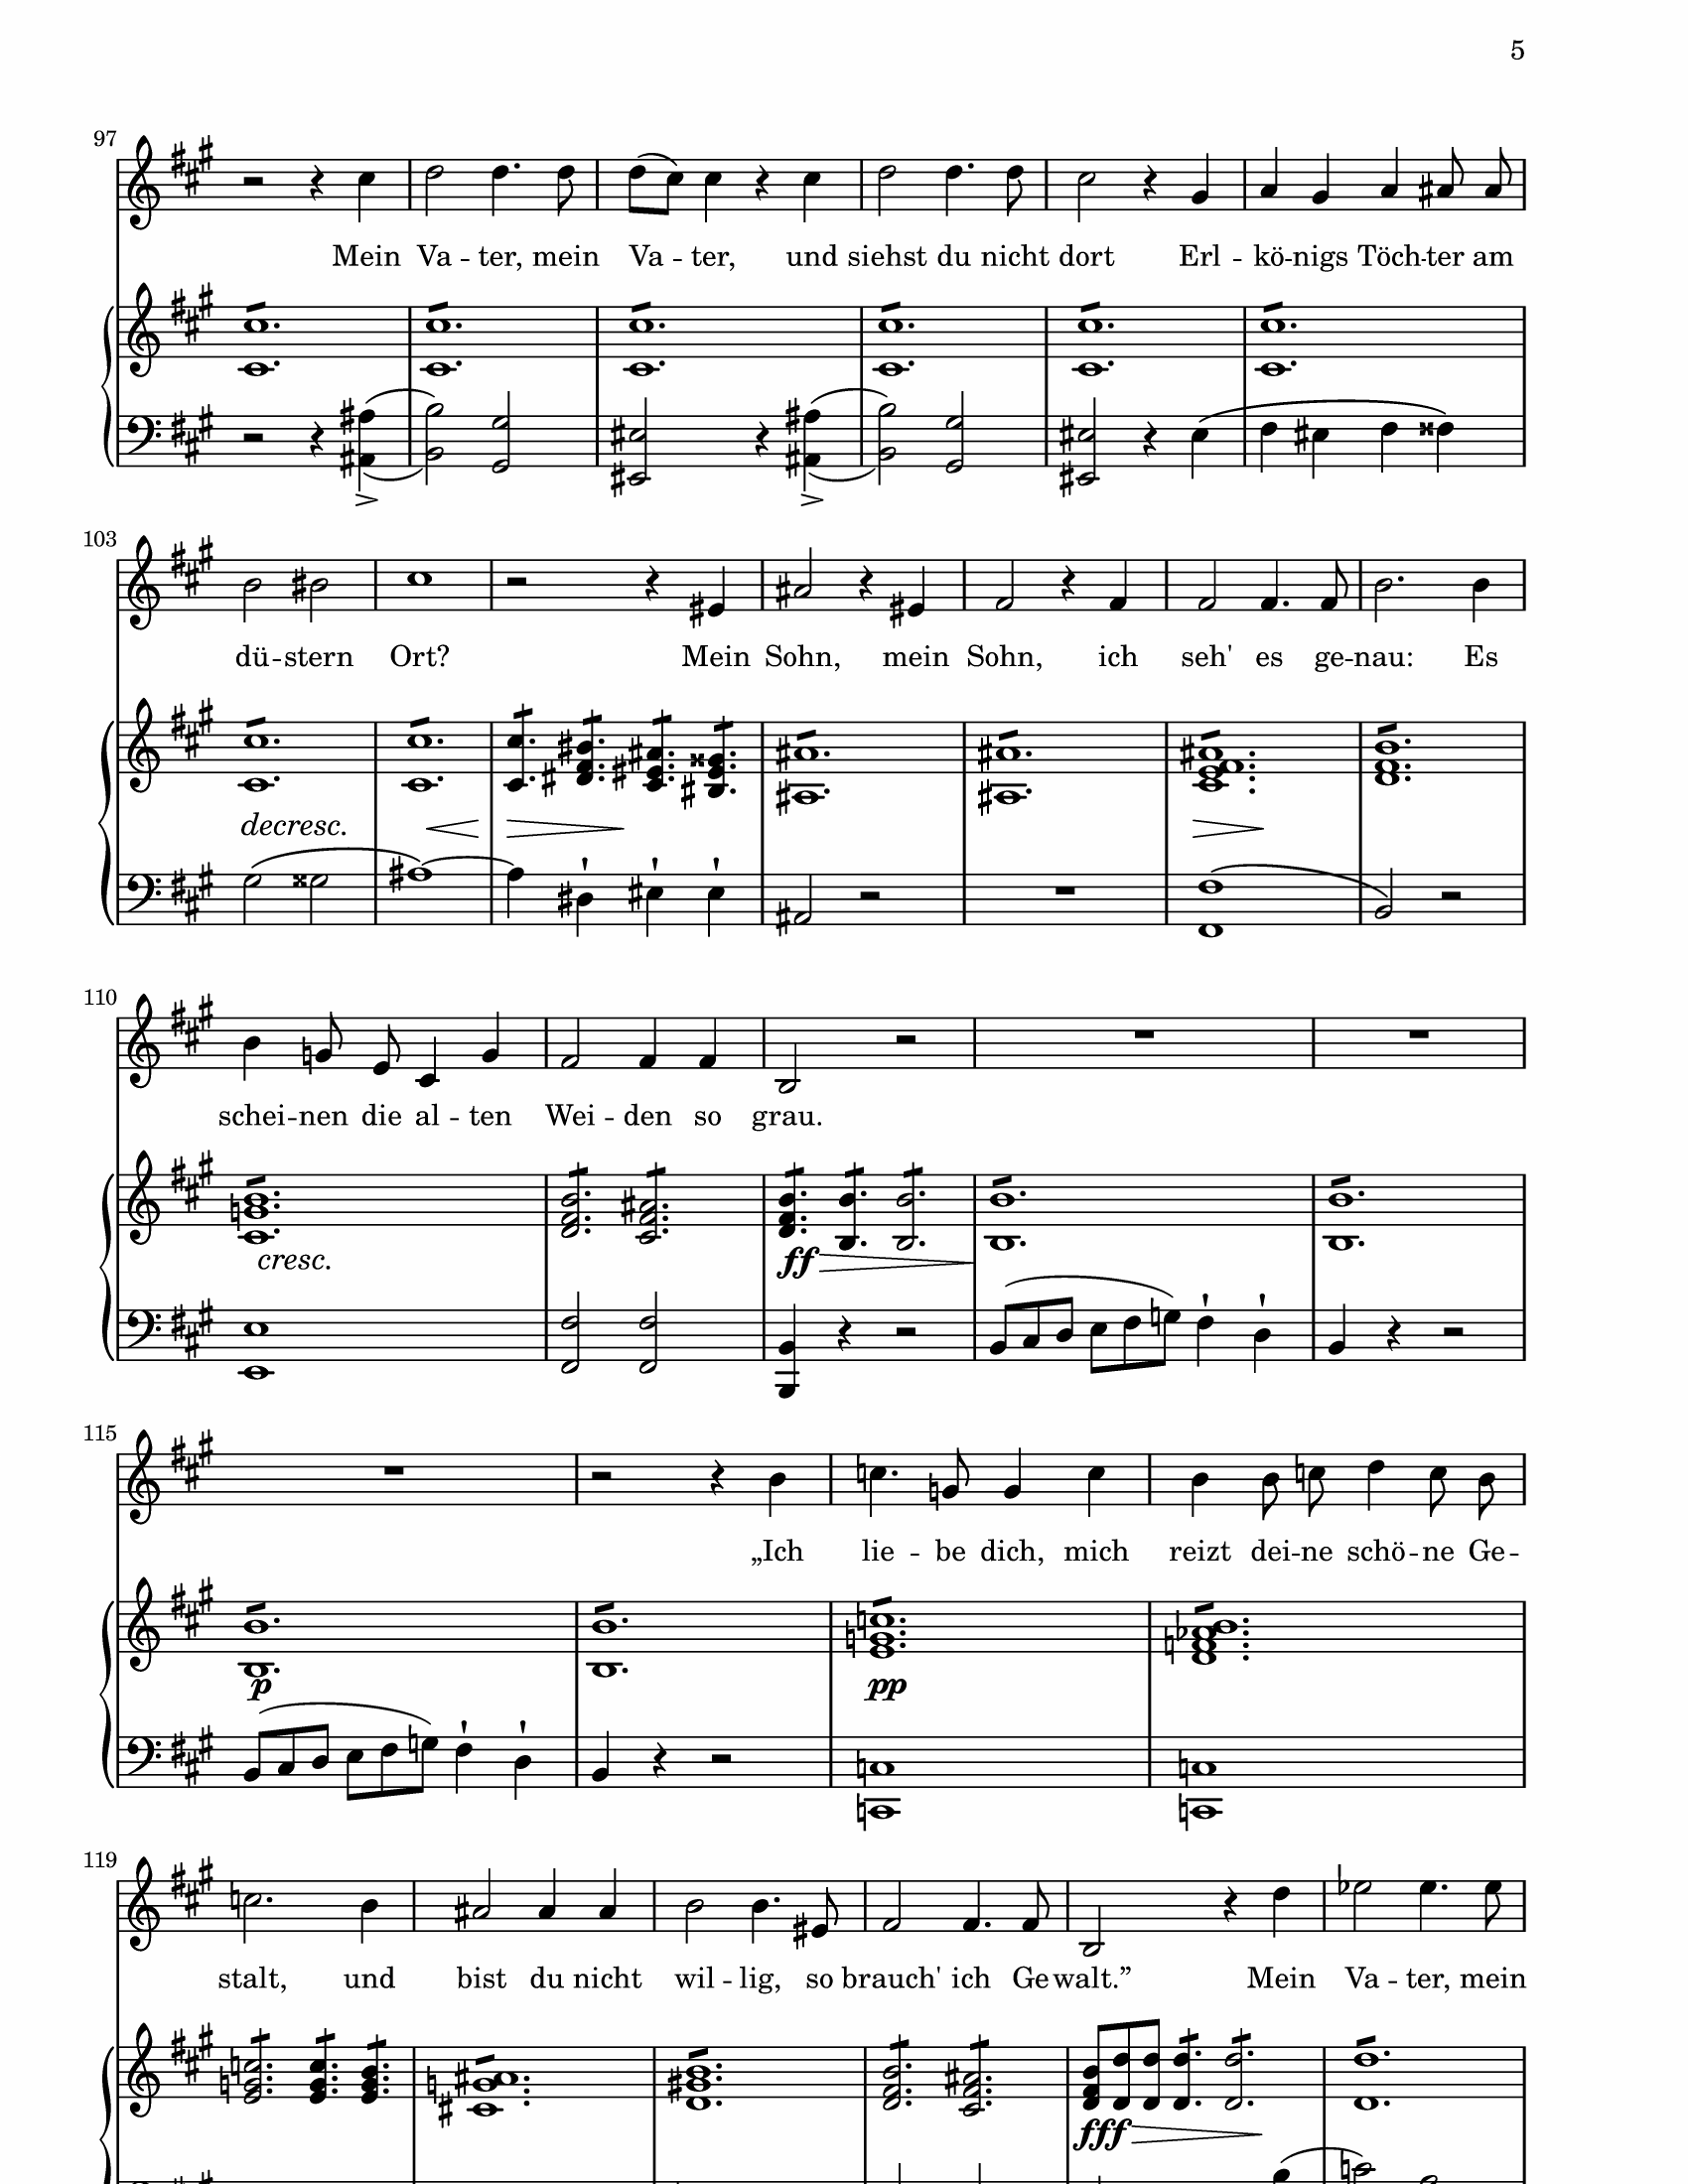 5
97
Mein Va -- ter, mein Va -- ter, und siehst du nicht dort Erl -- kö -- nigs Töch -- ter am
103
dü -- stern Ort? Mein Sohn, mein Sohn, ich seh' es ge -- nau: Es
decresc.
110
schei -- nen die al -- ten Wei -- den so grau.
cresc. ff
115
„Ich lie -- be dich, mich reizt dei -- ne schö -- ne Ge --
p pp
119
stalt, und bist du nicht wil -- lig, so brauch' ich Ge walt.” Mein Va -- ter, mein
fff